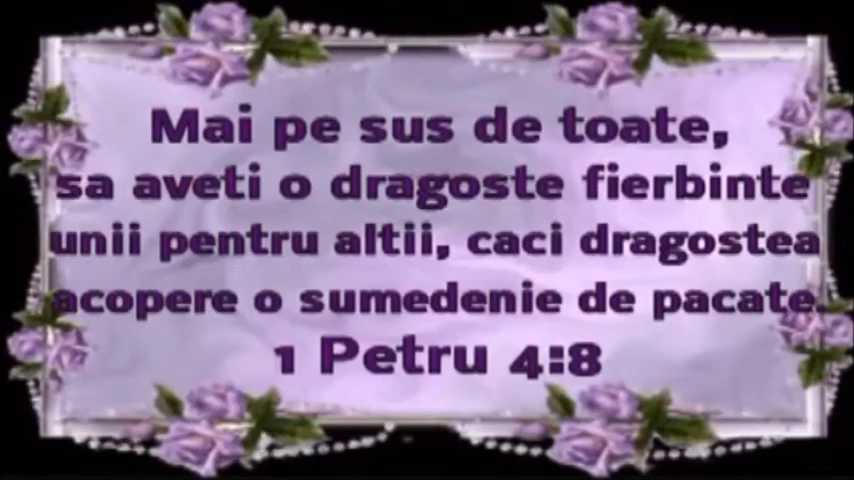 Mai pe sus de toate,
sa aveti o dragoste fierbinte
unii pentru altii, caci dragostea
acopere o sumedenie de pacate.
1 Petru 4:8